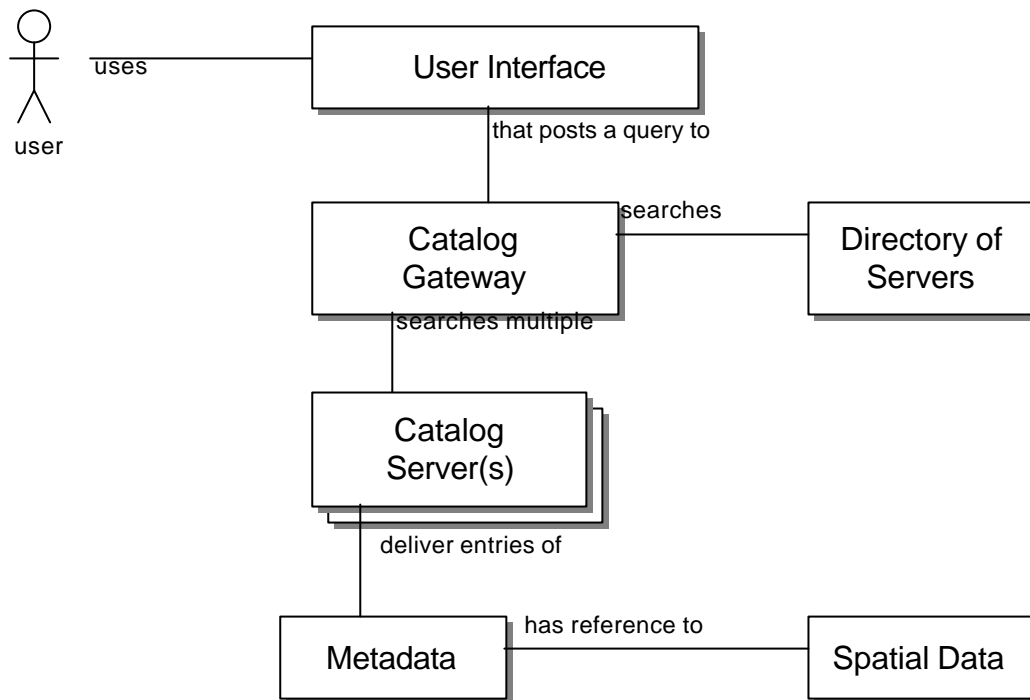 uses
User Interface
user
that posts a query to
searches
Catalog
Gateway
Directory of
Servers
searches multiple
Catalog
Server(s)
deliver entries of
has reference to
Metadata
Spatial Data